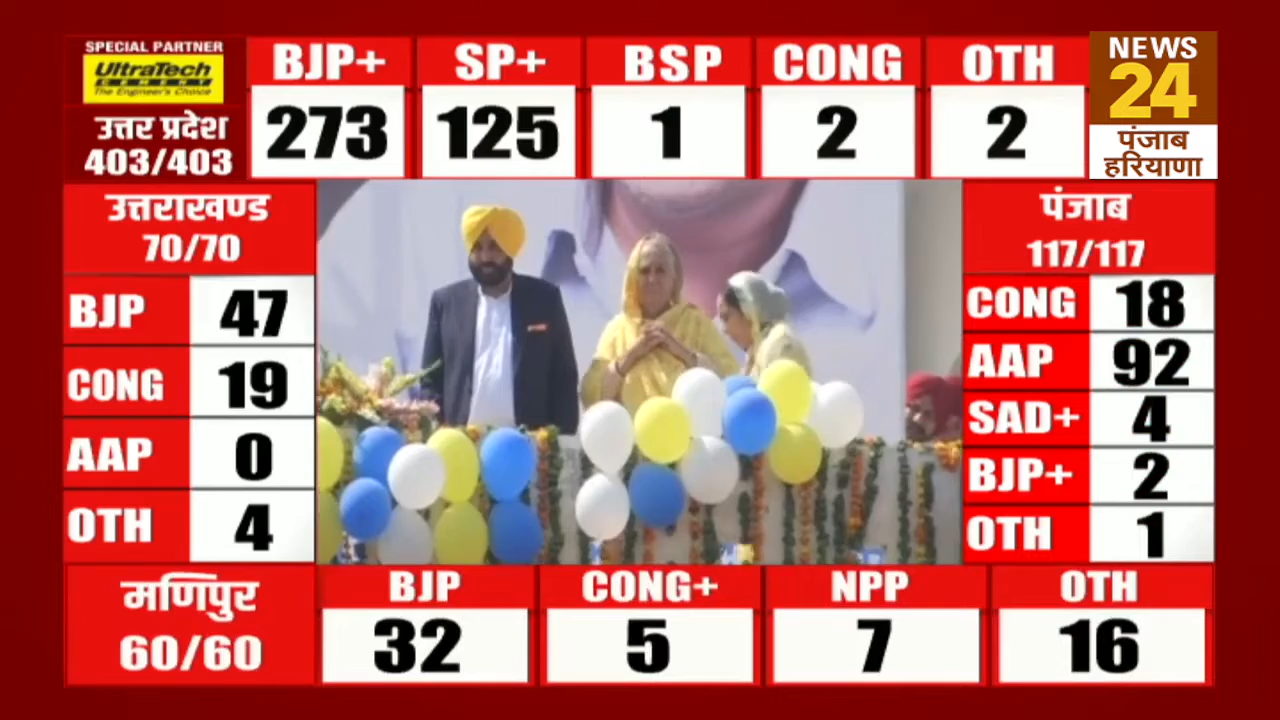 SPECIAL PARTNER
UltraTech
CEMENT
The Engineer's Choice
उत्तर प्रदेश
403/403
BJP+ SP+ BSP CONG OTH
273 125 1 2 2
NEWS
24
पंजाब
हरियाणा
उत्तराखण्ड
70/70
BJP 47
CONG 19
AAP 0
OTH 4
पंजाब
117/117
CONG 18
AAP 92
SAD+ 4
BJP+ 2
OTH 1
मणिपुर
60/60
BJP CONG+ NPP OTH
32 5 7 16